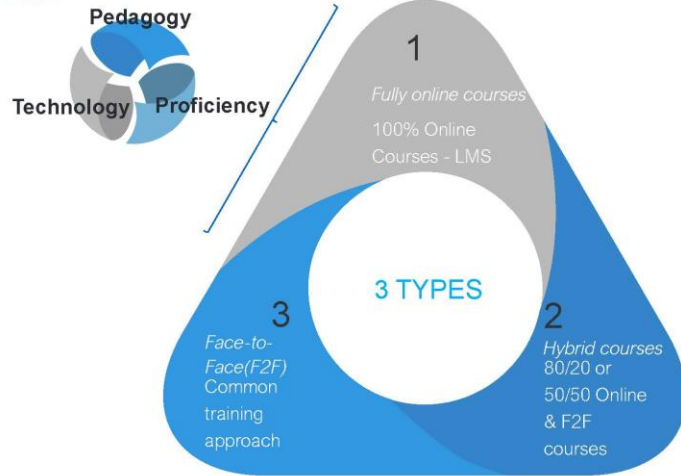 Pedagogy
Technology
Proficiency
1
Fully online courses
100% Online
Courses - LMS
3 TYPES
2
Hybrid courses
80/20 or
50/50 Online
& F2F
courses
3
Face-to-
Face(F2F)
Common
training
approach